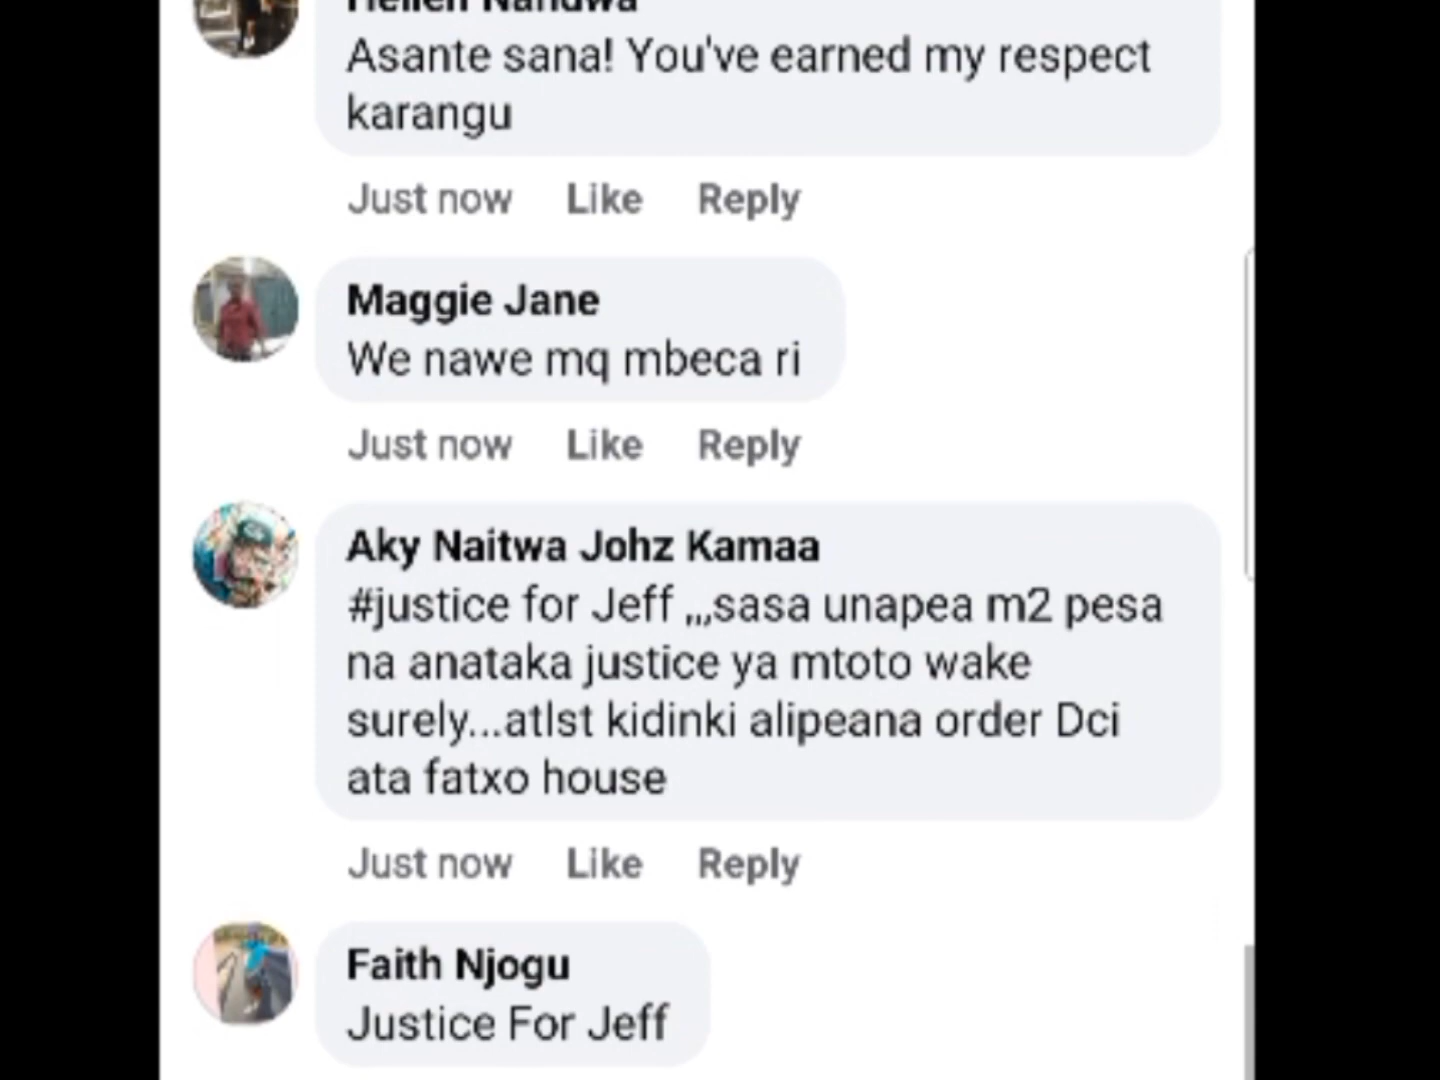 Hellen Nandwa
Asante sana! You've earned my respect
karangu
Just now Like Reply
Maggie Jane
We nawe mq mbeca ri
Just now Like Reply
Aky Naitwa Johz Kamaa
#justice for Jeff ,,,sasa unapea m2 pesa
na anataka justice ya mtoto wake
surely...atlst kidinki alipeana order Dci
ata fatxo house
Just now Like Reply
Faith Njogu
Justice For Jeff